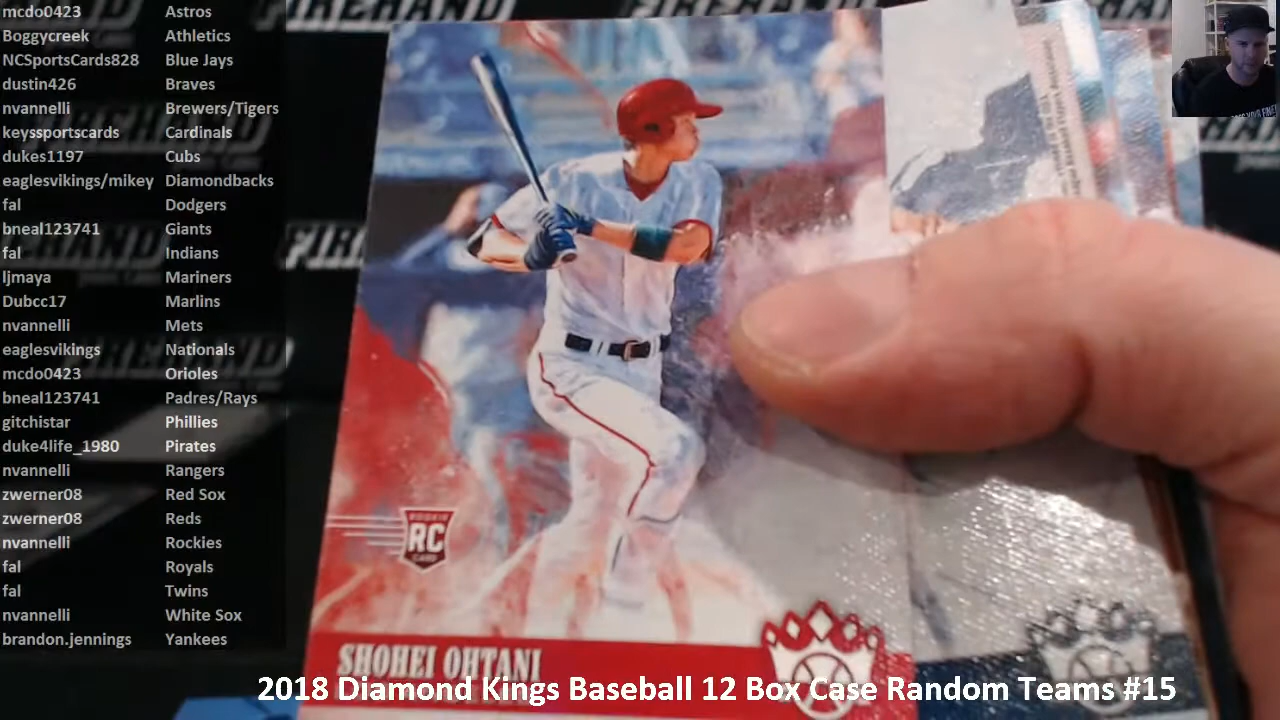 mcdo0423 Astros
Boggycreek Athletics
NCSportsCards828 Blue Jays
dustin426 Braves
nvannelli Brewers/Tigers
keyssportscards Cardinals
dukes1197 Cubs
eaglesvikings/mikey Diamondbacks
fal Dodgers
bneal123741 Giants
fal Indians
ljmaya Mariners
Dubcc17 Marlins
nvannelli Mets
eaglesvikings Nationals
mcdo0423 Orioles
bneal123741 Padres/Rays
gitchistar Phillies
duke4life_1980 Pirates
nvannelli Rangers
zwerner08 Red Sox
zwerner08 Reds
nvannelli Rockies
fal Royals
fal Twins
nvannelli White Sox
brandon.jennings Yankees
FIREHAND
ROOKIE
RC
CARD
SHOHEI OHTANI
2018 Diamond Kings Baseball 12 Box Case Random Teams #15